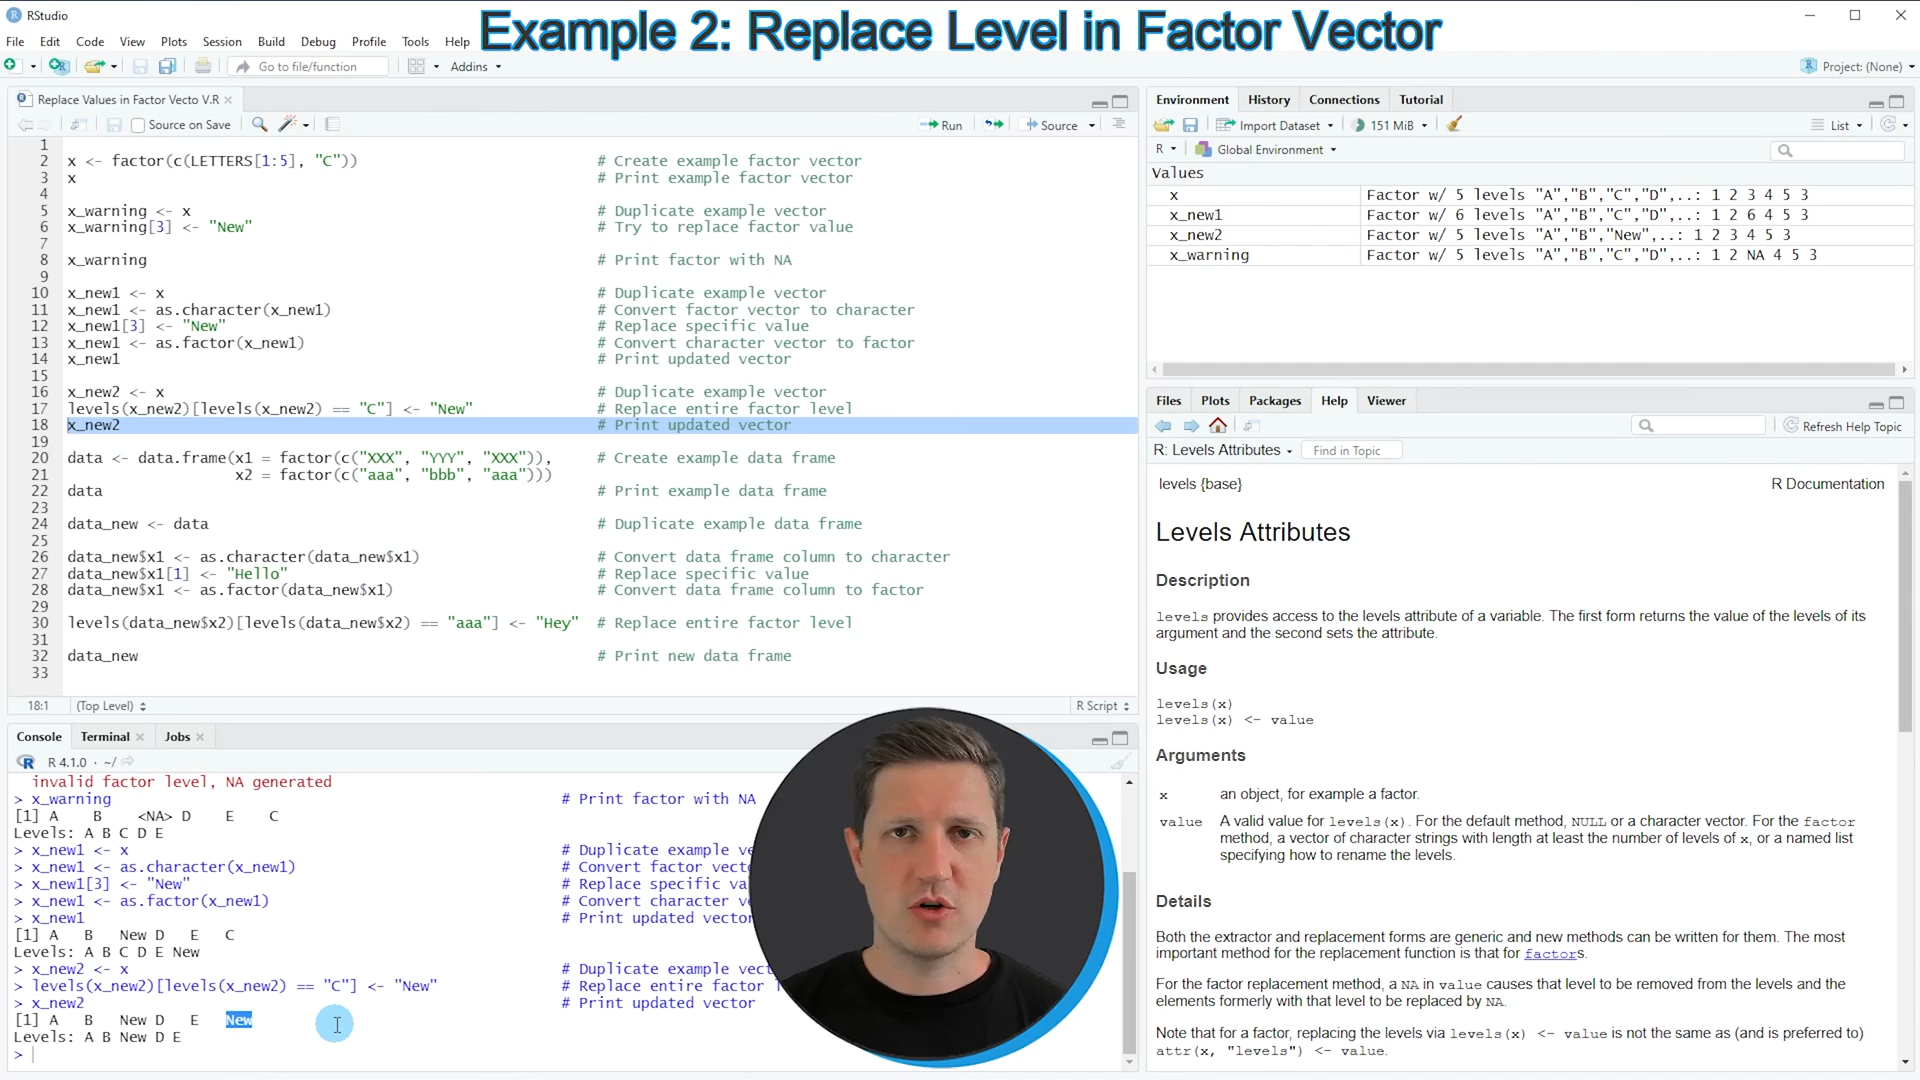 RStudio
Example 2: Replace Level in Factor Vector
File Edit Code View Plots Session Build Debug Profile Tools Help
Go to file/function Addins Project: (None)
Replace Values in Factor Vecto V.R
Source on Save Run Source
1
2 x <- factor(c(LETTERS[1:5], "C")) # Create example factor vector
3 x # Print example factor vector
4
5 x_warning <- x # Duplicate example vector
6 x_warning[3] <- "New" # Try to replace factor value
7
8 x_warning # Print factor with NA
9
10 x_new1 <- x # Duplicate example vector
11 x_new1 <- as.character(x_new1) # Convert factor vector to character
12 x_new1[3] <- "New" # Replace specific value
13 x_new1 <- as.factor(x_new1) # Convert character vector to factor
14 x_new1 # Print updated vector
15
16 x_new2 <- x # Duplicate example vector
17 levels(x_new2)[levels(x_new2) == "C"] <- "New" # Replace entire factor level
18 x_new2 # Print updated vector
19
20 data <- data.frame(x1 = factor(c("XXX", "YYY", "XXX")), # Create example data frame
21 x2 = factor(c("aaa", "bbb", "aaa")))
22 data # Print example data frame
23
24 data_new <- data # Duplicate example data frame
25
26 data_new$x1 <- as.character(data_new$x1) # Convert data frame column to character
27 data_new$x1[1] <- "Hello" # Replace specific value
28 data_new$x1 <- as.factor(data_new$x1) # Convert data frame column to factor
29
30 levels(data_new$x2)[levels(data_new$x2) == "aaa"] <- "Hey" # Replace entire factor level
31
32 data_new # Print new data frame
33
18:1 (Top Level) R Script
Console Terminal Jobs
R 4.1.0 · ~/
invalid factor level, NA generated
> x_warning # Print factor with NA
[1] A B <NA> D E C
Levels: A B C D E
> x_new1 <- x # Duplicate example ve
> x_new1 <- as.character(x_new1) # Convert factor vecto
> x_new1[3] <- "New" # Replace specific va
> x_new1 <- as.factor(x_new1) # Convert character ve
> x_new1 # Print updated vector
[1] A B New D E C
Levels: A B C D E New
> x_new2 <- x # Duplicate example vect
> levels(x_new2)[levels(x_new2) == "C"] <- "New" # Replace entire factor l
> x_new2 # Print updated vector
[1] A B New D E New
Levels: A B New D E
>
Environment History Connections Tutorial
Import Dataset 151 MiB List
R Global Environment
Values
x Factor w/ 5 levels "A","B","C","D",..: 1 2 3 4 5 3
x_new1 Factor w/ 6 levels "A","B","C","D",..: 1 2 6 4 5 3
x_new2 Factor w/ 5 levels "A","B","New",..: 1 2 3 4 5 3
x_warning Factor w/ 5 levels "A","B","C","D",..: 1 2 NA 4 5 3
Files Plots Packages Help Viewer
Refresh Help Topic
R: Levels Attributes Find in Topic
levels {base} R Documentation
Levels Attributes
Description
levels provides access to the levels attribute of a variable. The first form returns the value of the levels of its
argument and the second sets the attribute.
Usage
levels(x)
levels(x) <- value
Arguments
x an object, for example a factor.
value A valid value for levels(x). For the default method, NULL or a character vector. For the factor
method, a vector of character strings with length at least the number of levels of x, or a named list
specifying how to rename the levels.
Details
Both the extractor and replacement forms are generic and new methods can be written for them. The most
important method for the replacement function is that for factors.
For the factor replacement method, a NA in value causes that level to be removed from the levels and the
elements formerly with that level to be replaced by NA.
Note that for a factor, replacing the levels via levels(x) <- value is not the same as (and is preferred to)
attr(x, "levels") <- value.